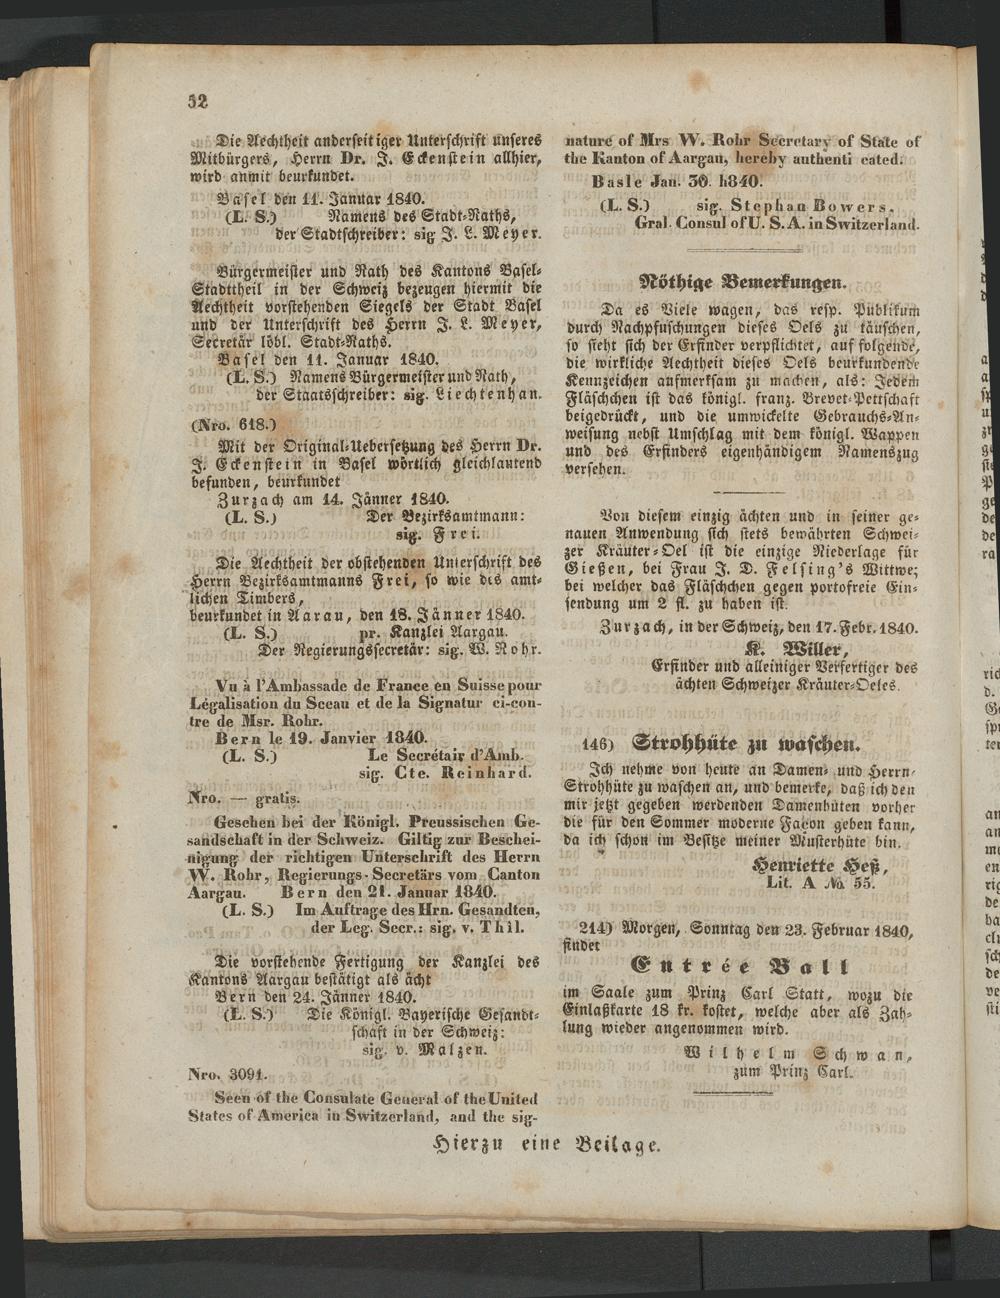 52
Die Aechtheit anderseitiger Unterschrift unseres
Mitbürgers, Herrn Dr. J. Eckenstein allhier,
wird anmit beurkundet.
Basel den 11. Januar 1840.
(L. S.) Namens des Stadt-Raths,
der Stadtschreiber: sig J. L. Meyer.
Bürgermeister und Rath des Kantons Basel-
Stadttheil in der Schweiz bezeugen hiermit die
Aechtheit vorstehenden Siegels der Stadt Basel
und der Unterschrift des Herrn J. L. Meyer,
Secretär löbl. Stadt-Raths.
Basel den 11. Januar 1840.
(L. S.) Namens Bürgermeister und Rath,
der Staatsschreiber: sig. Liechtenhan.
(Nro. 618.)
Mit der Original-Uebersetzung des Herrn Dr.
J. Eckenstein in Basel wörtlich gleichlautend
befunden, beurkundet
Zurzach am 14. Jänner 1840.
(L. S.) Der Bezirksamtmann:
sig. Frei.
Die Aechtheit der obstehenden Unterschrift des
Herrn Bezirksamtmanns Frei, so wie des amt-
lichen Timbers,
beurkundet in Aarau, den 18. Jänner 1840.
(L. S.) pr. Kanzlei Aargau.
Der Regierungssecretär: sig. W. Rohr.
Vu à l'Ambassade de France en Suisse pour
Légalisation du Sceau et de la Signatur ci-con-
tre de Msr. Rohr.
Bern le 19. Janvier 1840.
(L. S.) Le Secrétair d'Amb.
sig. Cte. Reinhard.
Nro. — gratis.
Gesehen bei der Königl. Preussischen Ge-
sandschaft in der Schweiz. Giltig zur Beschei-
nigung der richtigen Unterschrift des Herrn
W. Rohr, Regierungs-Secretärs vom Canton
Aargau. Bern den 21. Januar 1840.
(L. S.) Im Auftrage des Hrn. Gesandten,
der Leg. Secr.: sig. v. Thil.
Die vorstehende Fertigung der Kanzlei des
Kantons Aargau bestätigt als ächt
Bern den 24. Jänner 1840.
(L. S.) Die Königl. Bayerische Gesandt-
schaft in der Schweiz:
sig. v. Malzen.
Nro. 3091.
Seen of the Consulate General of the United
States of America in Switzerland, and the sig-
nature of Mrs W. Rohr Secretary of State of
the Kanton of Aargau, hereby authenti cated.
Basle Jan. 30. h840.
(L. S.) sig. Stephan Bowers.
Gral. Consul of U. S. A. in Switzerland.
Nöthige Bemerkungen.
Da es Viele wagen, das resp. Publikum
durch Nachpfuschungen dieses Oels zu täuschen,
so sieht sich der Erfinder verpflichtet, auf folgende,
die wirkliche Aechtheit dieses Oels beurkundende
Kennzeichen aufmerksam zu machen, als: Jedem
Fläschchen ist das königl. franz. Brevet-Pettschaft
beigedrückt, und die umwickelte Gebrauchs-An-
weisung nebst Umschlag mit dem königl. Wappen
und des Erfinders eigenhändigem Namenszug
versehen.
Von diesem einzig ächten und in seiner ge-
nauen Anwendung sich stets bewährten Schwei-
zer Kräuter-Oel ist die einzige Niederlage für
Gießen, bei Frau J. D. Felsing's Wittwe;
bei welcher das Fläschchen gegen portofreie Ein-
sendung um 2 fl. zu haben ist.
Zurzach, in der Schweiz, den 17. Febr. 1840.
K. Willer,
Erfinder und alleiniger Verfertiger des
ächten Schweizer Kräuter-Oeles.
146) Strohhüte zu waschen.
Ich nehme von heute an Damen- und Herrn-
Strohhüte zu waschen an, und bemerke, daß ich den
mir jetzt gegeben werdenden Damenhüten vorher
die für den Sommer moderne Façon geben kann,
da ich schon im Besitze meiner Musterhüte bin.
Henriette Heß,
Lit. A № 55.
214) Morgen, Sonntag den 23. Februar 1840,
findet
Entrée Ball
im Saale zum Prinz Carl Statt, wozu die
Einlaßkarte 18 kr. kostet, welche aber als Zah-
lung wieder angenommen wird.
Wilhelm Schwan,
zum Prinz Carl.
Hierzu eine Beilage.